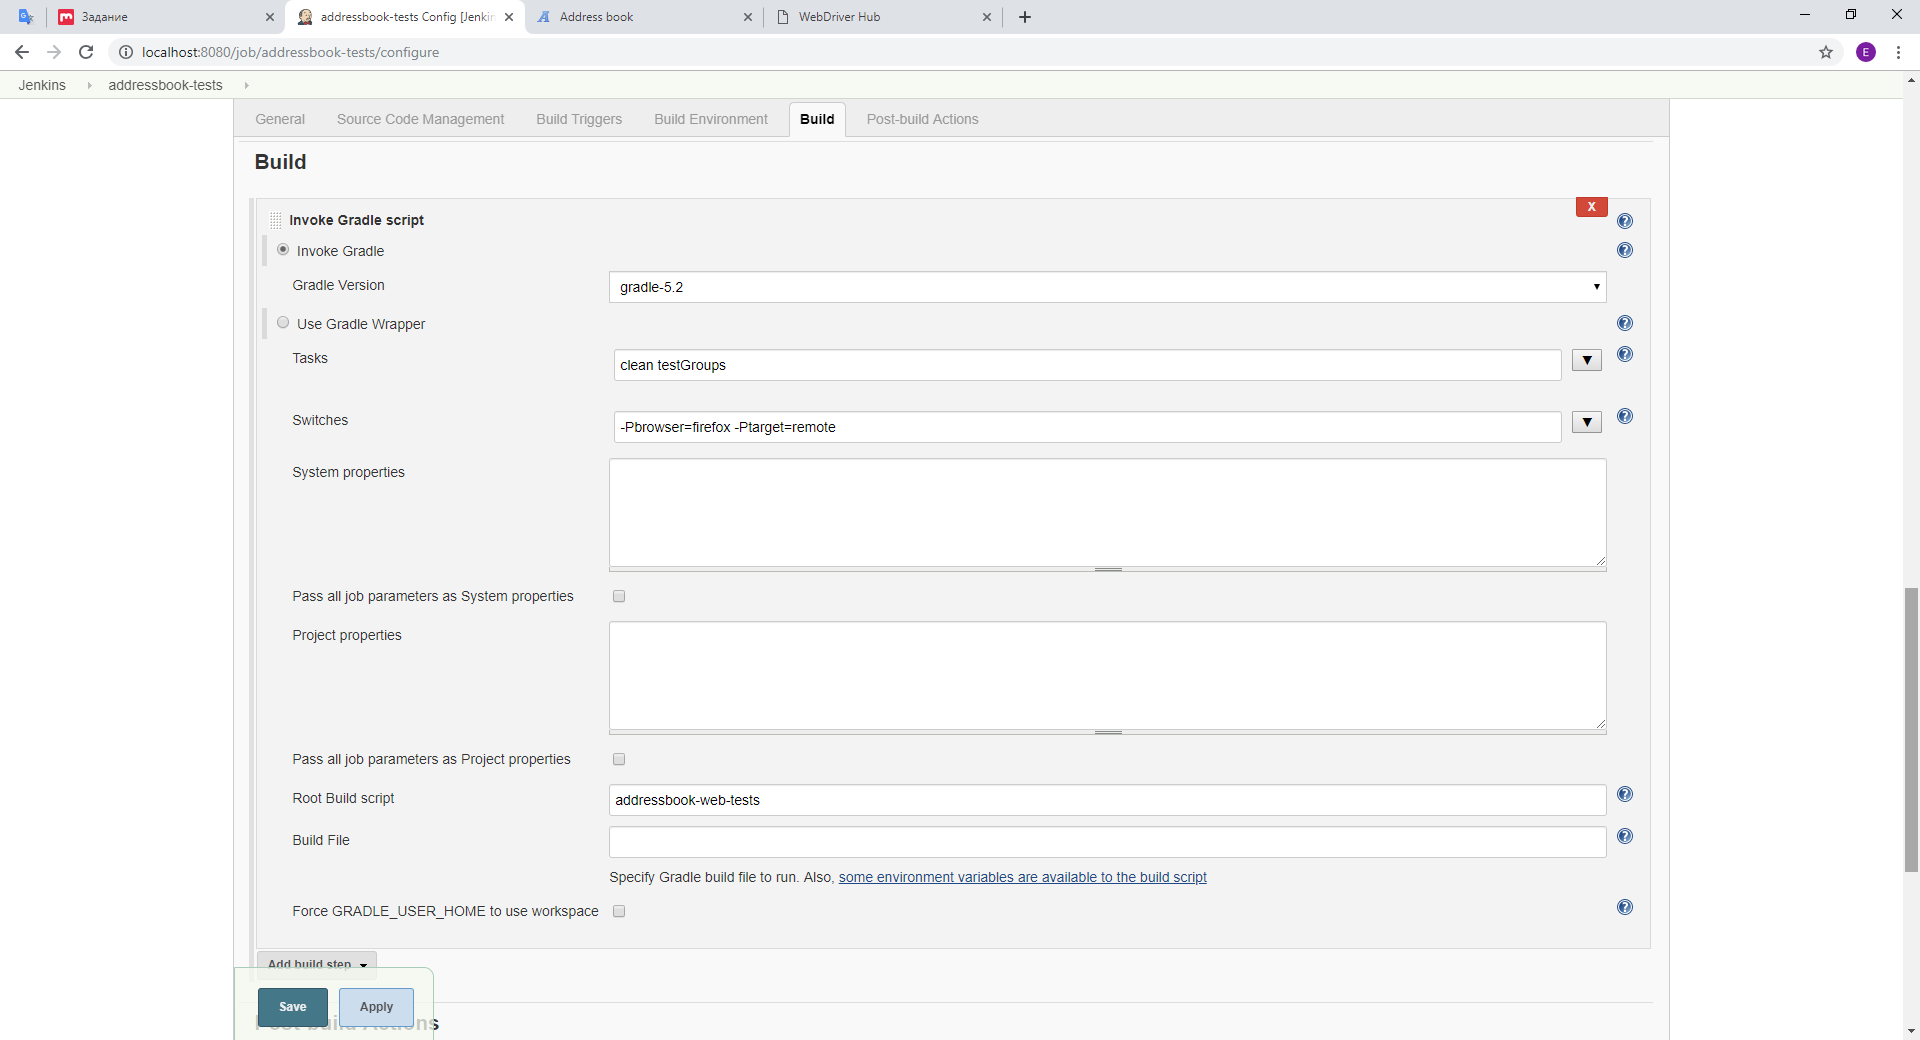 Задание
addressbook-tests Config [Jenkin
Address book
WebDriver Hub
localhost:8080/job/addressbook-tests/configure
E
Jenkins
addressbook-tests
General
Source Code Management
Build Triggers
Build Environment
Build
Post-build Actions
Build
Invoke Gradle script
X
Invoke Gradle
Gradle Version
gradle-5.2
Use Gradle Wrapper
Tasks
clean testGroups
Switches
-Pbrowser=firefox -Ptarget=remote
System properties
Pass all job parameters as System properties
Project properties
Pass all job parameters as Project properties
Root Build script
addressbook-web-tests
Build File
Specify Gradle build file to run. Also, some environment variables are available to the build script
Force GRADLE_USER_HOME to use workspace
Add build step
Save
Apply
Post-build Actions